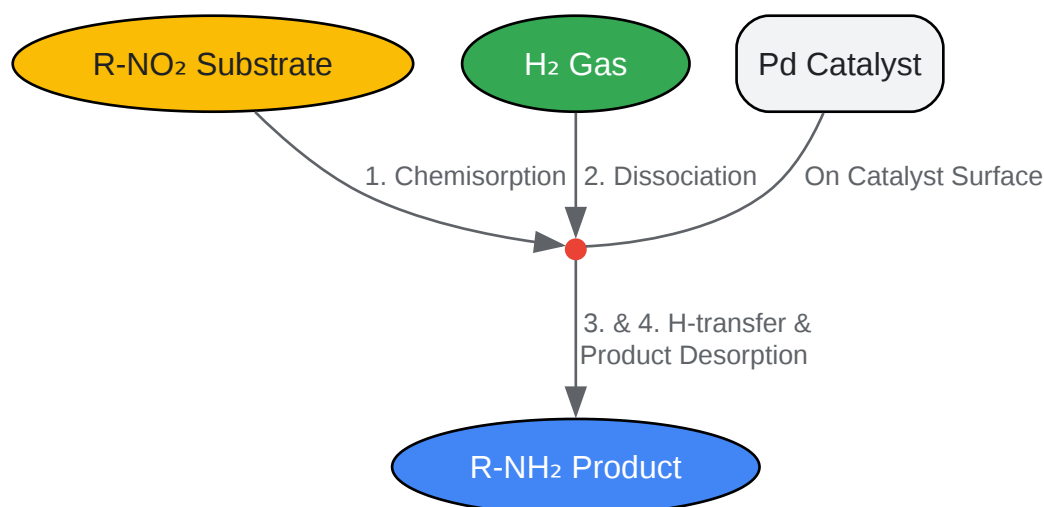 R-NO₂ Substrate
H₂ Gas
Pd Catalyst
1. Chemisorption
2. Dissociation
On Catalyst Surface
3. & 4. H-transfer &
Product Desorption
R-NH₂ Product